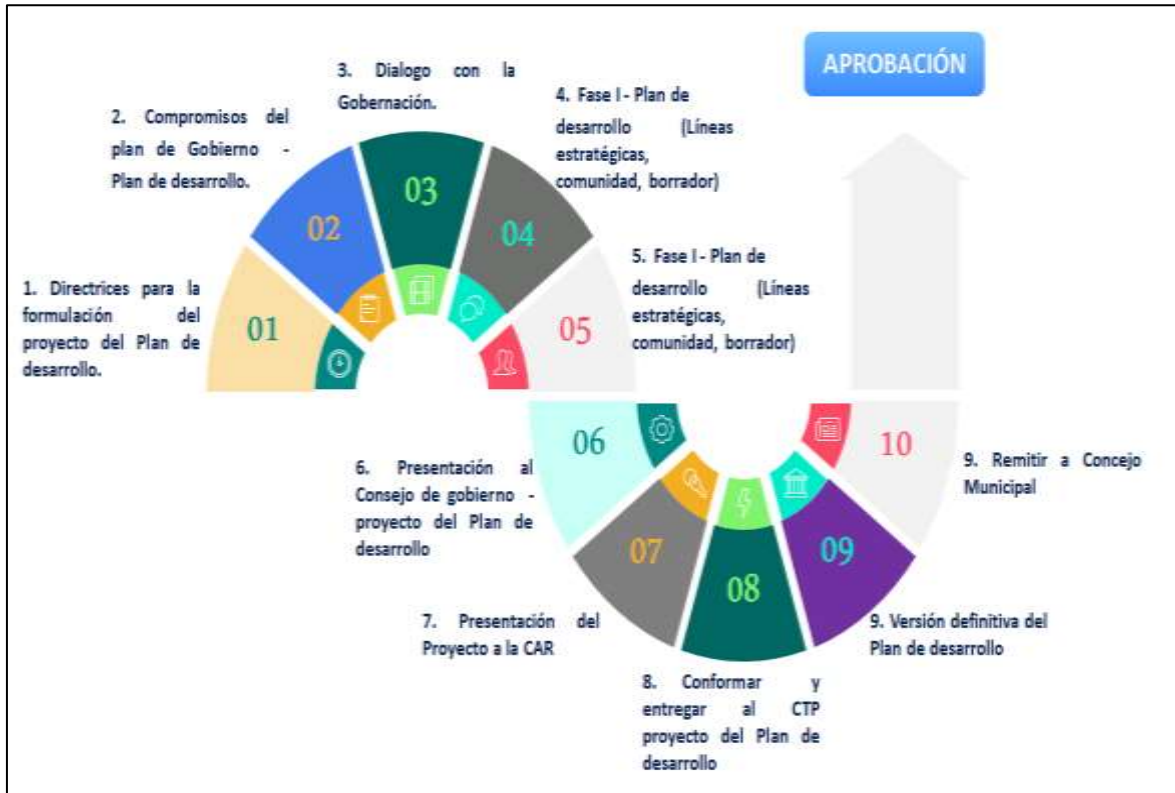 APROBACIÓN
3. Dialogo con la
Gobernación.
4. Fase I - Plan de
desarrollo (Líneas
estratégicas,
comunidad, borrador)
2. Compromisos del
plan de Gobierno -
Plan de desarrollo.
03
02
04
5. Fase I - Plan de
desarrollo (Líneas
estratégicas,
comunidad, borrador)
1. Directrices para la
formulación del
proyecto del Plan de
desarrollo.
01
05
06
10
6. Presentación al
Consejo de gobierno -
proyecto del Plan de
desarrollo
9. Remitir a Concejo
Municipal
07
09
08
7. Presentación del
Proyecto a la CAR
9. Versión definitiva del
Plan de desarrollo
8. Conformar y
entregar al CTP
proyecto del Plan de
desarrollo